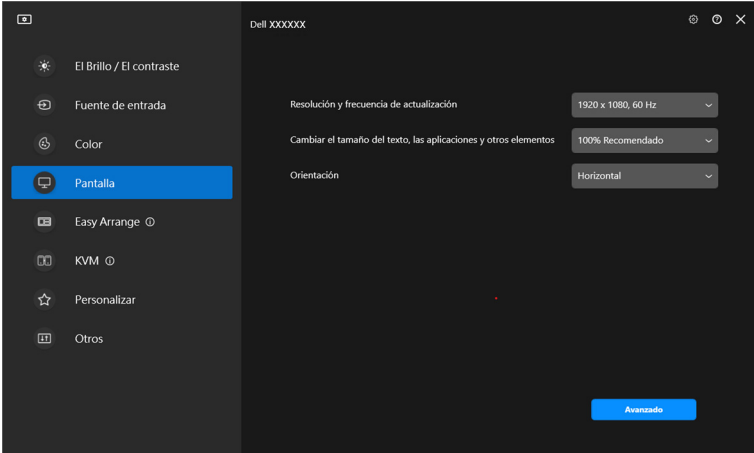 Dell XXXXXX
El Brillo / El contraste
Fuente de entrada
Color
Pantalla
Easy Arrange
KVM
Personalizar
Otros
Resolución y frecuencia de actualización
1920 x 1080, 60 Hz
Cambiar el tamaño del texto, las aplicaciones y otros elementos
100% Recomendado
Orientación
Horizontal
Avanzado